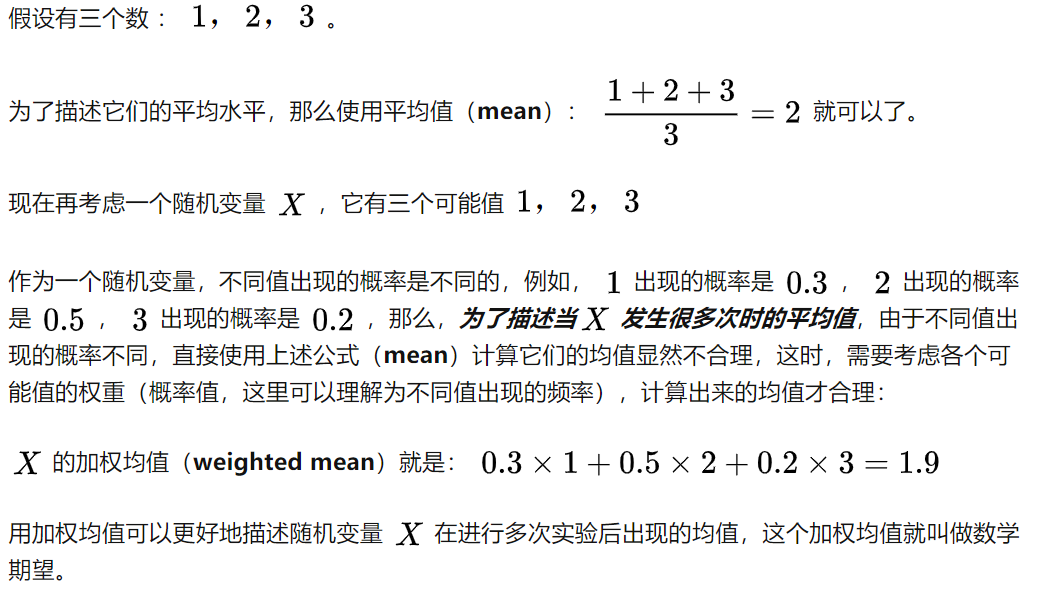 假设有三个数： 1， 2， 3 。
为了描述它们的平均水平，那么使用平均值（mean）： \frac{1+2+3}{3} = 2 就可以了。
现在再考虑一个随机变量 X ，它有三个可能值 1， 2， 3
作为一个随机变量，不同值出现的概率是不同的，例如， 1 出现的概率是 0.3 ， 2 出现的概率
是 0.5 ， 3 出现的概率是 0.2 ，那么，为了描述当 X 发生很多次时的平均值，由于不同值出
现的概率不同，直接使用上述公式（mean）计算它们的均值显然不合理，这时，需要考虑各个可
能值的权重（概率值，这里可以理解为不同值出现的频率），计算出来的均值才合理：
X 的加权均值（weighted mean）就是： 0.3 × 1 + 0.5 × 2 + 0.2 × 3 = 1.9
用加权均值可以更好地描述随机变量 X 在进行多次实验后出现的均值，这个加权均值就叫做数学
期望。